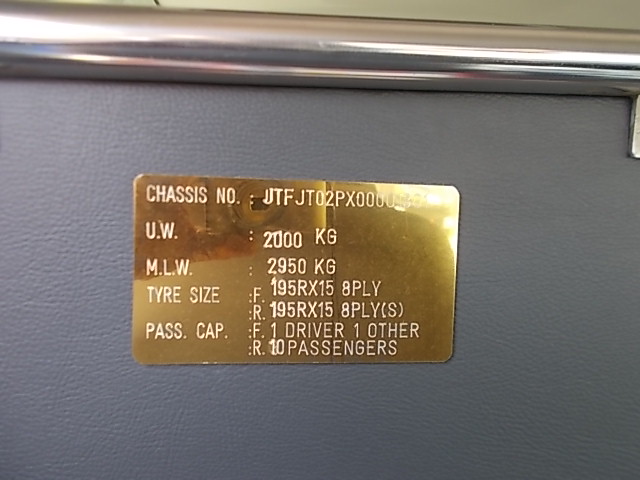 CHASSIS NO. :
U.W. : 2000 KG
M.L.W. : 2950 KG
TYRE SIZE :F. 195RX15 8PLY
:R. 195RX15 8PLY(S)
PASS. CAP. :F. 1 DRIVER 1 OTHER
:R. 10 PASSENGERS